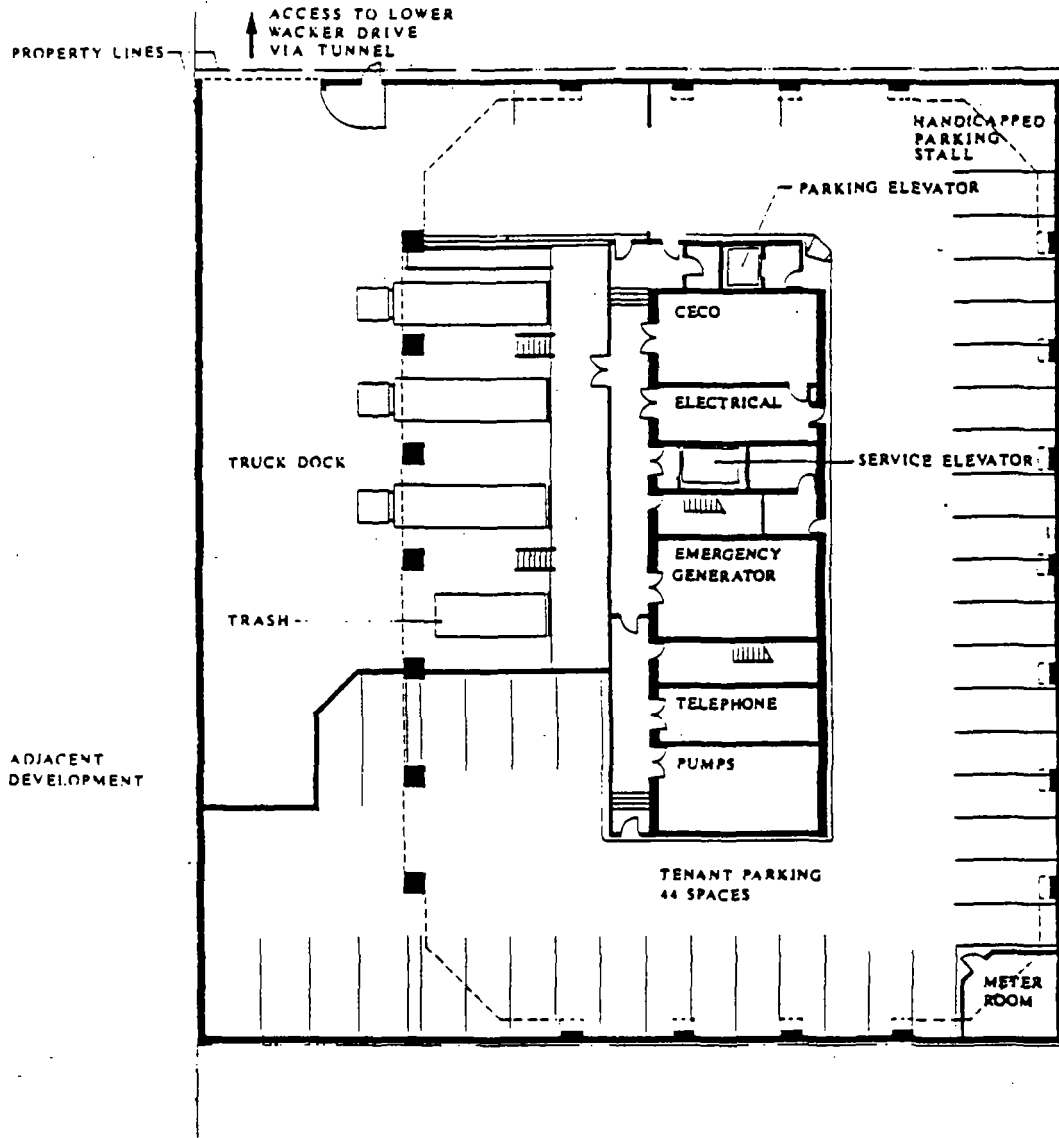 ACCESS TO LOWER
WACKER DRIVE
VIA TUNNEL
PROPERTY LINES
HANDICAPPED
PARKING
STALL
PARKING ELEVATOR
CECO
ELECTRICAL
TRUCK DOCK
SERVICE ELEVATOR
EMERGENCY
GENERATOR
TRASH
TELEPHONE
ADJACENT
DEVELOPMENT
PUMPS
TENANT PARKING
44 SPACES
METER
ROOM